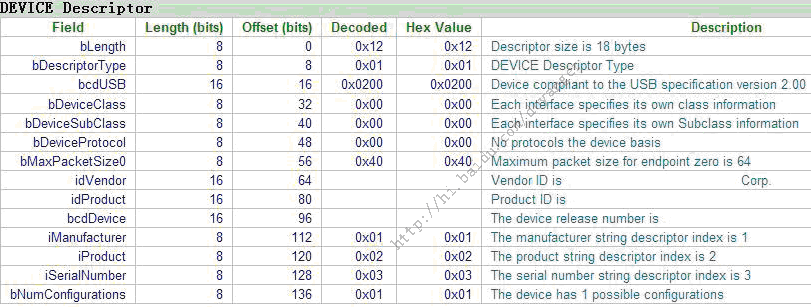 DEVICE Descriptor
Field Length (bits) Offset (bits) Decoded Hex Value Description
bLength 8 0 0x12 0x12 Descriptor size is 18 bytes
bDescriptorType 8 8 0x01 0x01 DEVICE Descriptor Type
bcdUSB 16 16 0x0200 0x0200 Device compliant to the USB specification version 2.00
bDeviceClass 8 32 0x00 0x00 Each interface specifies its own class information
bDeviceSubClass 8 40 0x00 0x00 Each interface specifies its own Subclass information
bDeviceProtocol 8 48 0x00 0x00 No protocols the device basis
bMaxPacketSize0 8 56 0x40 0x40 Maximum packet size for endpoint zero is 64
idVendor 16 64 Vendor ID is Corp.
idProduct 16 80 Product ID is
bcdDevice 16 96 The device release number is
iManufacturer 8 112 0x01 0x01 The manufacturer string descriptor index is 1
iProduct 8 120 0x02 0x02 The product string descriptor index is 2
iSerialNumber 8 128 0x03 0x03 The serial number string descriptor index is 3
bNumConfigurations 8 136 0x01 0x01 The device has 1 possible configurations